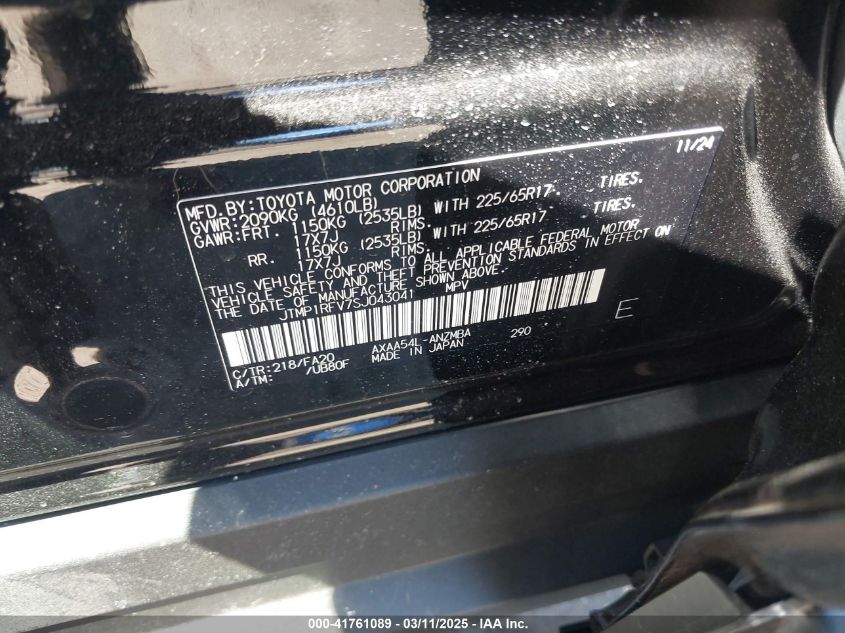 11/24
MFD.BY:TOYOTA MOTOR CORPORATION
GVWR:2090KG (4610LB)
GAWR:FRT. 1150KG (2535LB) WITH 225/65R17 TIRES.
17X7J RIMS.
RR. 1150KG (2535LB) WITH 225/65R17 TIRES.
17X7J RIMS.
THIS VEHICLE CONFORMS TO ALL APPLICABLE FEDERAL MOTOR
VEHICLE SAFETY AND THEFT PREVENTION STANDARDS IN EFFECT ON
THE DATE OF MANUFACTURE SHOWN ABOVE.
JTMP1RFV7SJ043041 MPV
E
C/TR:218/FA20 AXAA54L-ANZMBA 290
A/TM: /UB80F MADE IN JAPAN
000-41761089 - 03/11/2025 - IAA Inc.